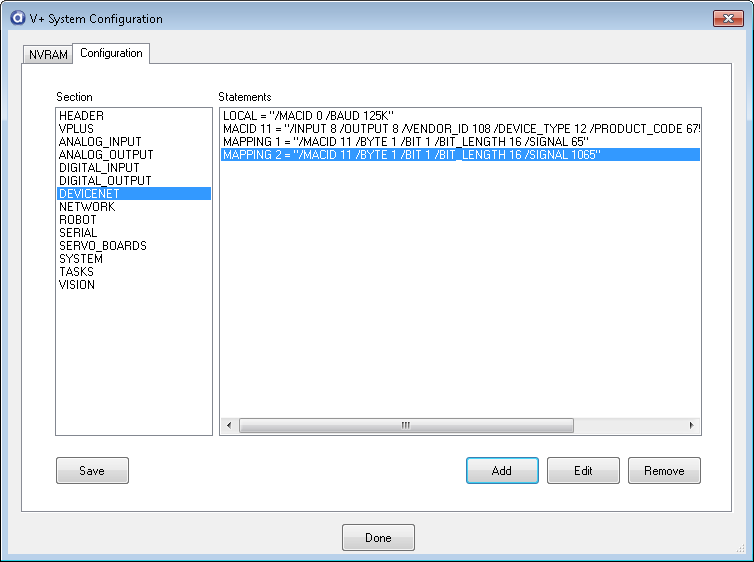 V+ System Configuration
NVRAM
Configuration
Section
Statements
HEADER
VPLUS
ANALOG_INPUT
ANALOG_OUTPUT
DIGITAL_INPUT
DIGITAL_OUTPUT
DEVICENET
NETWORK
ROBOT
SERIAL
SERVO_BOARDS
SYSTEM
TASKS
VISION
LOCAL = "/MACID 0 /BAUD 125K"
MACID 11 = "/INPUT 8 /OUTPUT 8 /VENDOR_ID 108 /DEVICE_TYPE 12 /PRODUCT_CODE 67
MAPPING 1 = "/MACID 11 /BYTE 1 /BIT 1 /BIT_LENGTH 16 /SIGNAL 65"
MAPPING 2 = "/MACID 11 /BYTE 1 /BIT 1 /BIT_LENGTH 16 /SIGNAL 1065"
Save
Add
Edit
Remove
Done